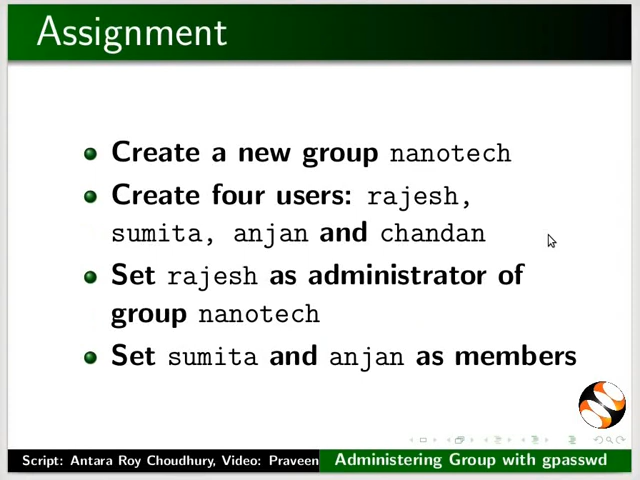 Assignment
Create a new group nanotech
Create four users: rajesh,
sumita, anjan and chandan
Set rajesh as administrator of
group nanotech
Set sumita and anjan as members
Script: Antara Roy Choudhury, Video: Praveen
Administering Group with gpasswd